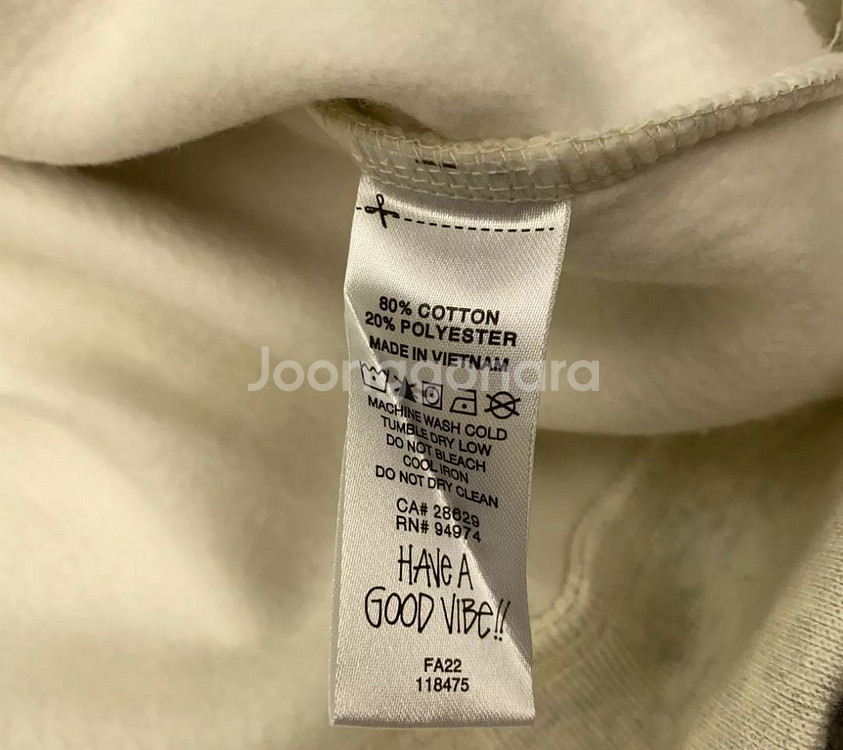 80% COTTON
20% POLYESTER
MADE IN VIETNAM
MACHINE WASH COLD
TUMBLE DRY LOW
DO NOT BLEACH
COOL IRON
DO NOT DRY CLEAN
CA# 28629
RN# 94974
HAVE A
GOOD VIBE!!
FA22
118475
Joonggonara